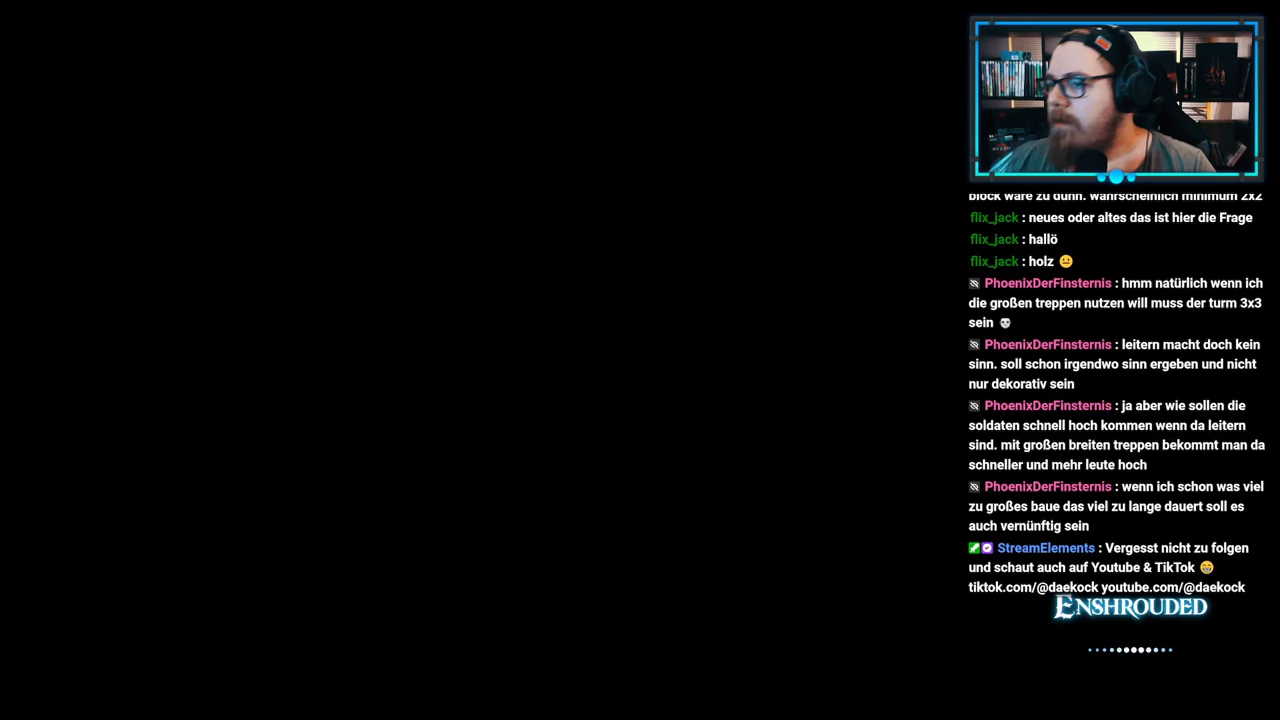 block wäre zu dünn. wahrscheinlich minimum 2x2
flix_jack : neues oder altes das ist hier die Frage
flix_jack : hallö
flix_jack : holz 😐
PhoenixDerFinsternis : hmm natürlich wenn ich
die großen treppen nutzen will muss der turm 3x3
sein 💀
PhoenixDerFinsternis : leitern macht doch kein
sinn. soll schon irgendwo sinn ergeben und nicht
nur dekorativ sein
PhoenixDerFinsternis : ja aber wie sollen die
soldaten schnell hoch kommen wenn da leitern
sind. mit großen breiten treppen bekommt man da
schneller und mehr leute hoch
PhoenixDerFinsternis : wenn ich schon was viel
zu großes baue das viel zu lange dauert soll es
auch vernünftig sein
StreamElements : Vergesst nicht zu folgen
und schaut auch auf Youtube & TikTok 😁
tiktok.com/@daekock youtube.com/@daekock
ENSHROUDED